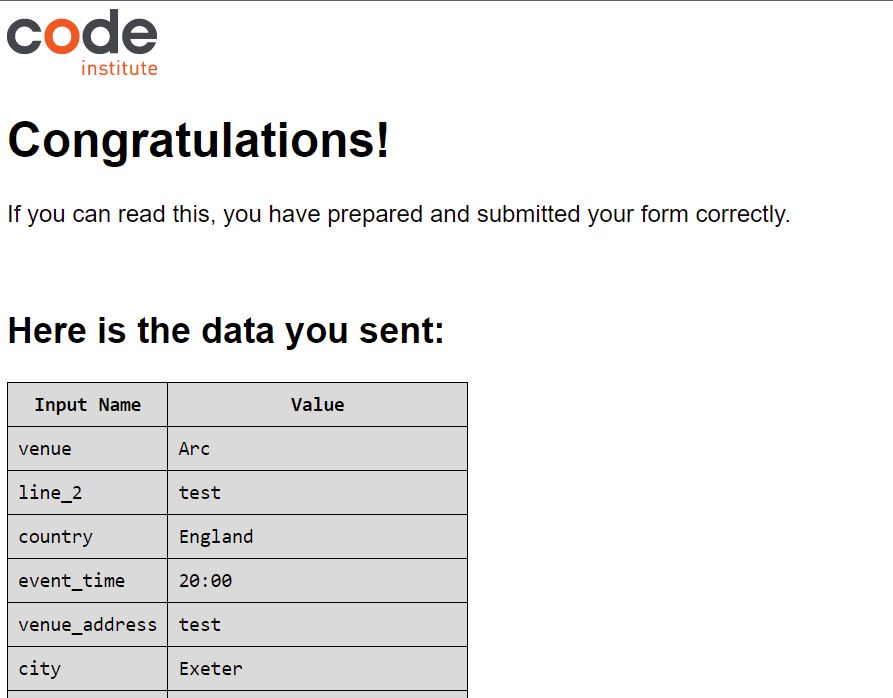 code
institute
Congratulations!
If you can read this, you have prepared and submitted your form correctly.
Here is the data you sent:
Input Name Value
venue Arc
line_2 test
country England
event_time 20:00
venue_address test
city Exeter